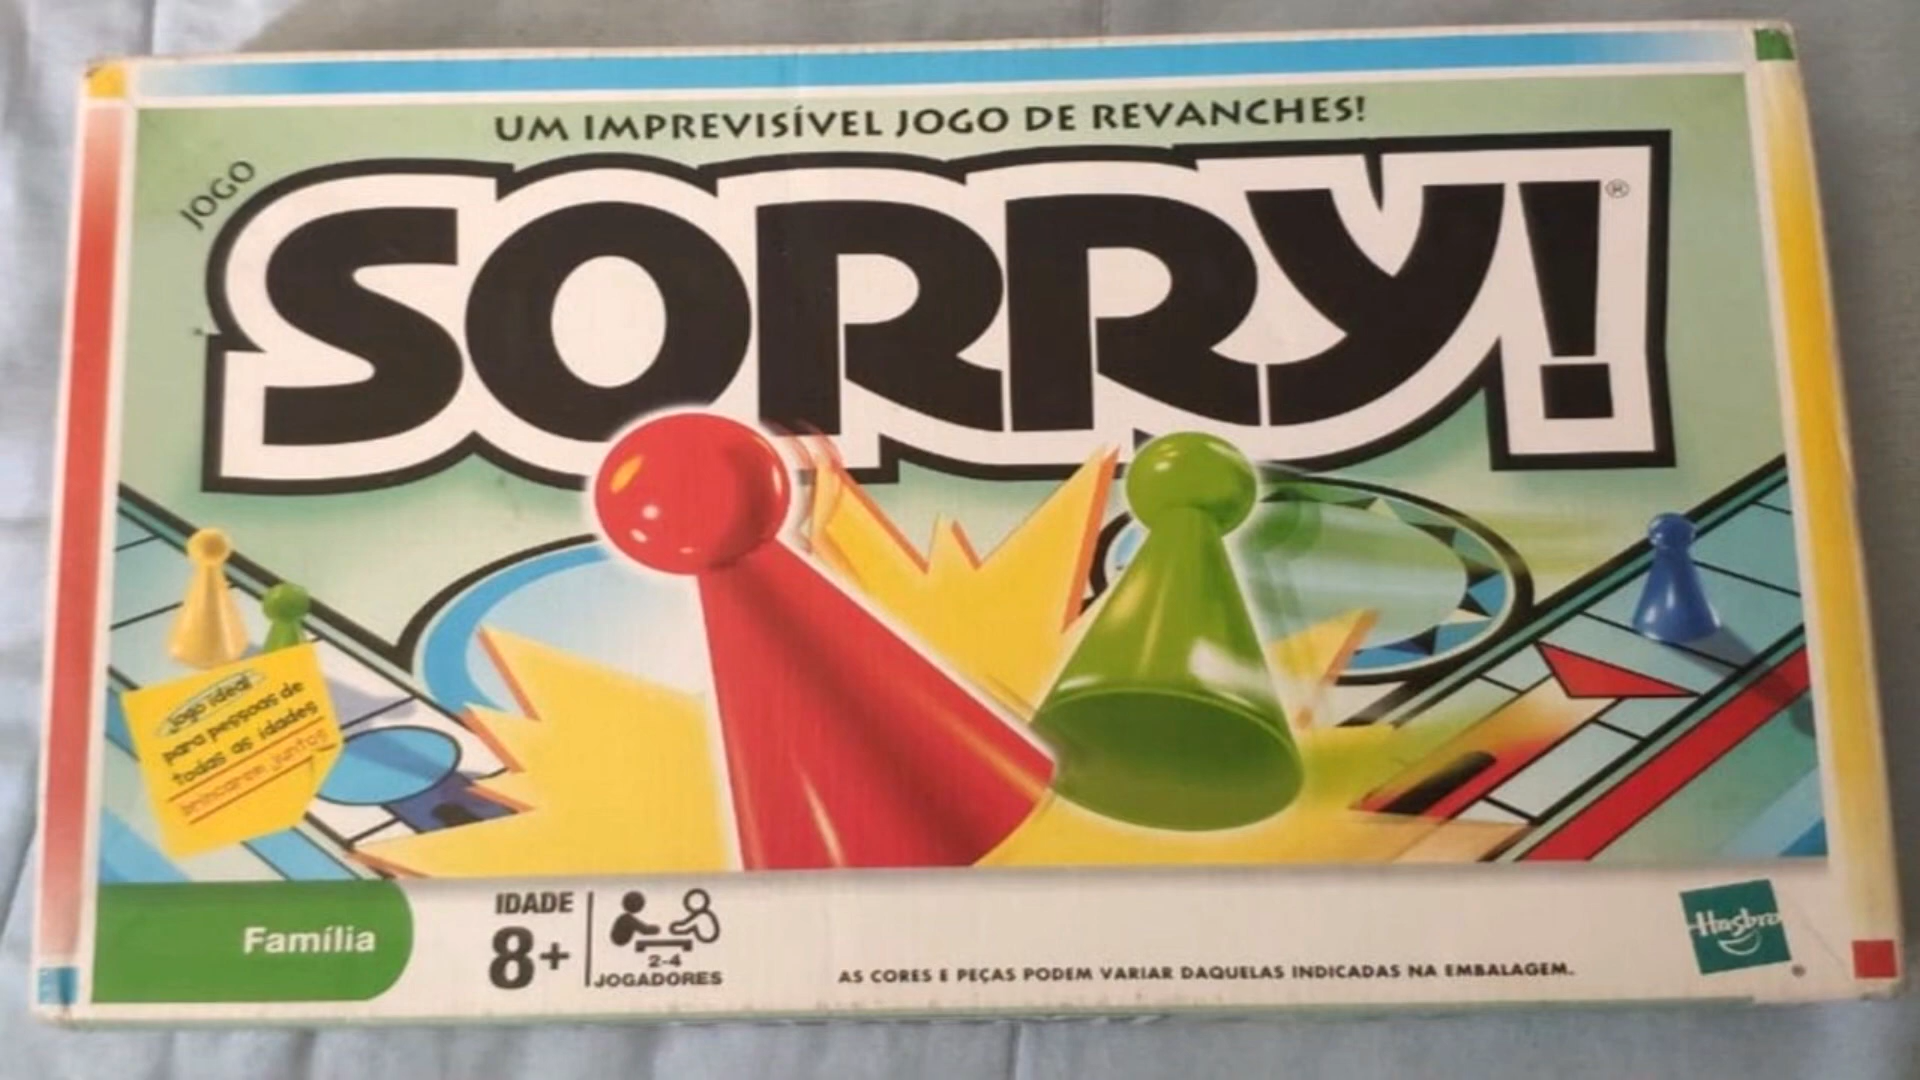 UM IMPREVISÍVEL JOGO DE REVANCHES!
JOGO
SORRY!®
Jogo ideal
para pessoas de
todas as idades
brincarem juntos
Família
IDADE
8+
2-4
JOGADORES
AS CORES E PEÇAS PODEM VARIAR DAQUELAS INDICADAS NA EMBALAGEM.
Hasbro